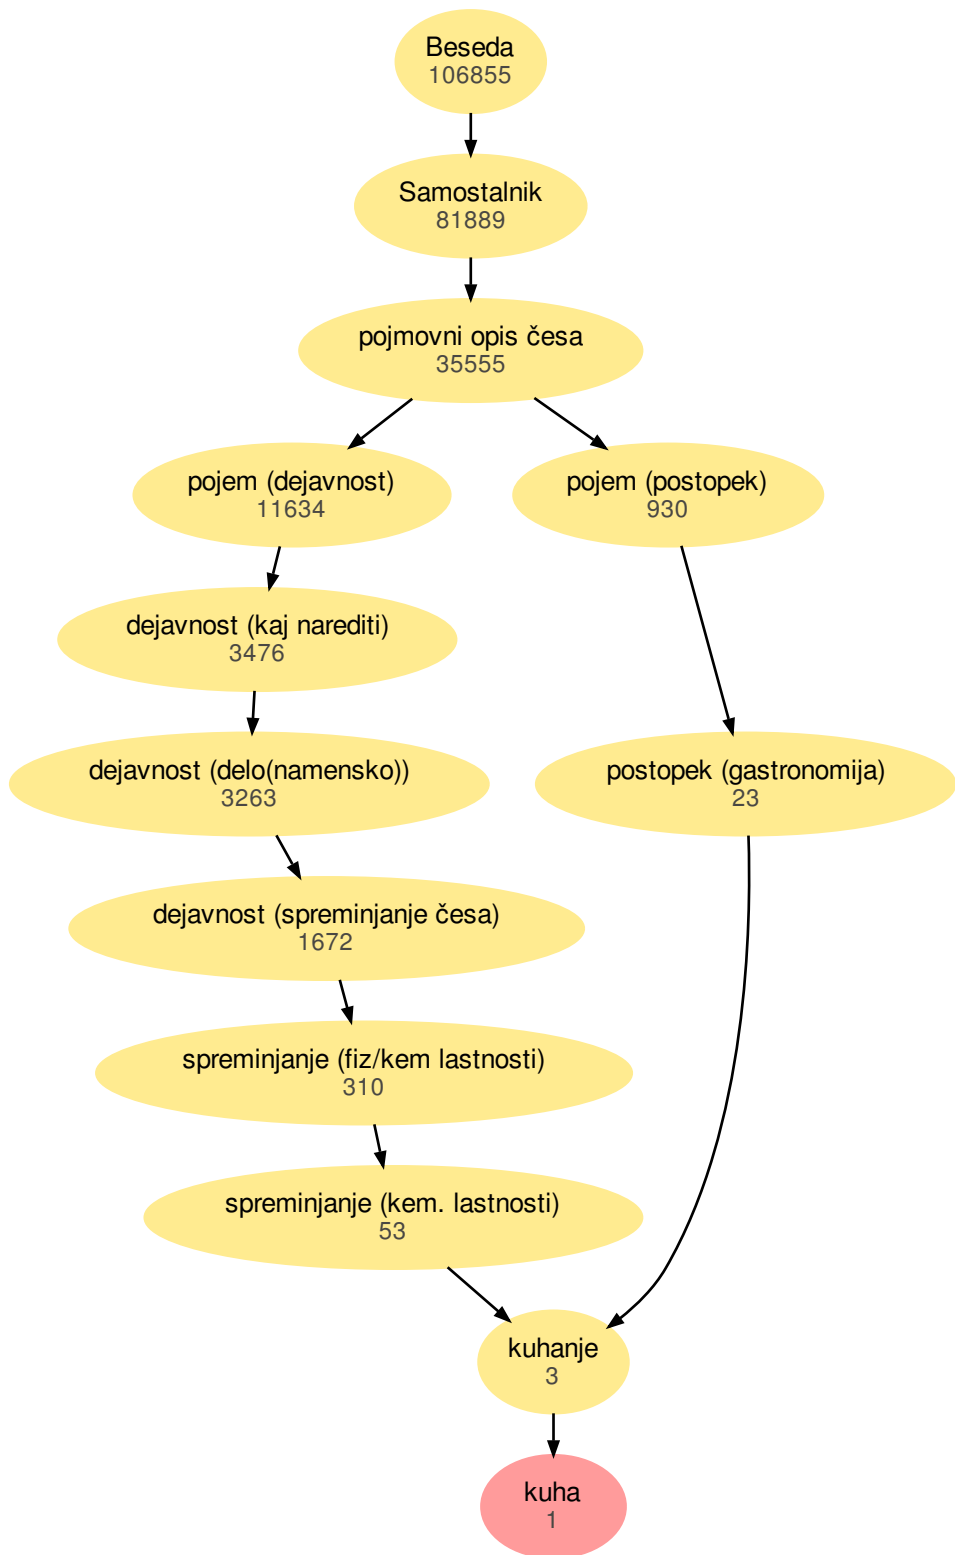 Beseda
106855
Samostalnik
81889
pojmovni opis česa
35555
pojem (dejavnost)
11634
pojem (postopek)
930
dejavnost (kaj narediti)
3476
dejavnost (delo(namensko))
3263
postopek (gastronomija)
23
dejavnost (spreminjanje česa)
1672
spreminjanje (fiz/kem lastnosti)
310
spreminjanje (kem. lastnosti)
53
kuhanje
3
kuha
1